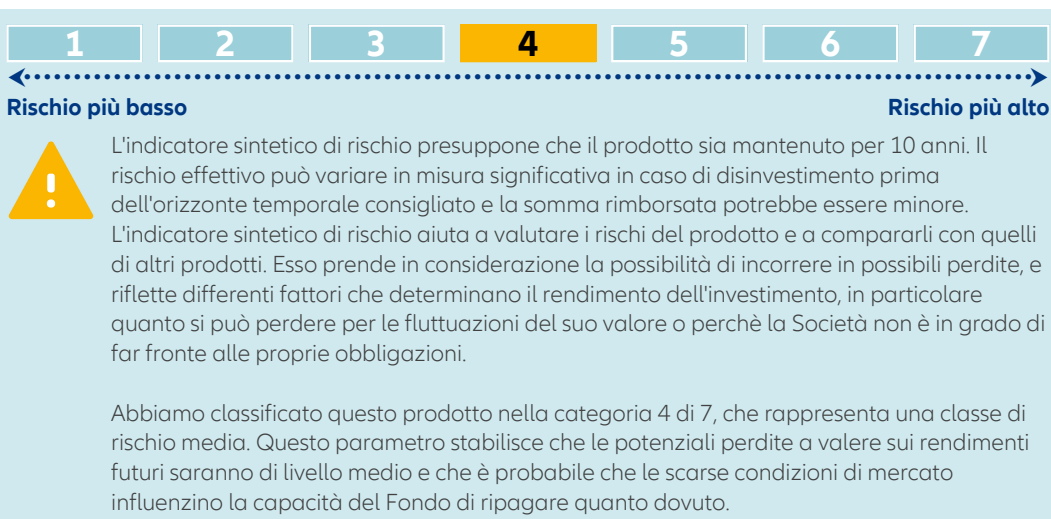 1 2 3 4 5 6 7
Rischio più basso Rischio più alto
L'indicatore sintetico di rischio presuppone che il prodotto sia mantenuto per 10 anni. Il
rischio effettivo può variare in misura significativa in caso di disinvestimento prima
dell'orizzonte temporale consigliato e la somma rimborsata potrebbe essere minore.
L'indicatore sintetico di rischio aiuta a valutare i rischi del prodotto e a compararli con quelli
di altri prodotti. Esso prende in considerazione la possibilità di incorrere in possibili perdite, e
riflette differenti fattori che determinano il rendimento dell'investimento, in particolare
quanto si può perdere per le fluttuazioni del suo valore o perchè la Società non è in grado di
far fronte alle proprie obbligazioni.
Abbiamo classificato questo prodotto nella categoria 4 di 7, che rappresenta una classe di
rischio media. Questo parametro stabilisce che le potenziali perdite a valere sui rendimenti
futuri saranno di livello medio e che è probabile che le scarse condizioni di mercato
influenzino la capacità del Fondo di ripagare quanto dovuto.